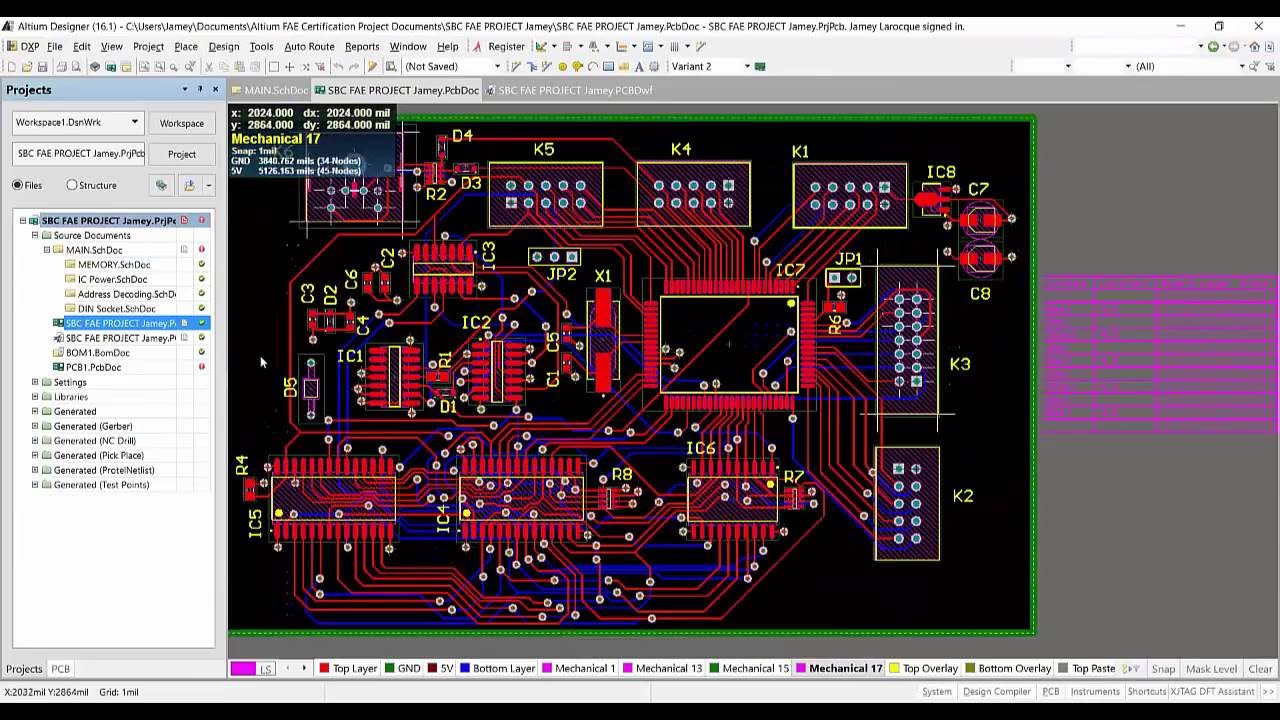 Altium Designer (16.1) - C:\Users\Jamey\Documents\Altium FAE Certification Project Documents\SBC FAE PROJECT Jamey\SBC FAE PROJECT Jamey.PcbDoc - SBC FAE PROJECT Jamey.PrjPcb. Jamey Larocque signed in.
DXP File Edit View Project Place Design Tools Auto Route Reports Window Help Register
(Not Saved) Variant 2 (All)
Projects
MAIN.SchDoc SBC FAE PROJECT Jamey.PcbDoc SBC FAE PROJECT Jamey.PCBDwf
Workspace1.DsnWrk Workspace
SBC FAE PROJECT Jamey.PrjPcb Project
Files Structure
SBC FAE PROJECT Jamey.PrjPc
Source Documents
MAIN.SchDoc
MEMORY.SchDoc
IC Power.SchDoc
Address Decoding.SchDo
DIN Socket.SchDoc
SBC FAE PROJECT Jamey.P
SBC FAE PROJECT Jamey.P
BOM1.BomDoc
PCB1.PcbDoc
Settings
Libraries
Generated
Generated (Gerber)
Generated (NC Drill)
Generated (Pick Place)
Generated (ProtelNetlist)
Generated (Test Points)
x: 2024.000 dx: 2024.000 mil
y: 2864.000 dy: 2864.000 mil
Mechanical 17
Snap: 1mil
GND 3840.762 mils (34-Nodes)
5V 5126.163 mils (45-Nodes)
D4
K5 K4 K1
R2 D3
IC8 C7
C2 IC3
JP2
C6
X1
IC7 JP1
C8
C3 D2 C4
IC2
C5
R6
IC1 R1
C1
K3
D5
D1
R4
IC6
R8 R7
K2
IC5 IC4
Projects PCB
LS Top Layer GND 5V Bottom Layer Mechanical 1 Mechanical 13 Mechanical 15 Mechanical 17 Top Overlay Bottom Overlay Top Paste Snap Mask Level Clear
X:2032mil Y:2864mil Grid: 1mil System Design Compiler PCB Instruments Shortcuts XJTAG DFT Assistant >>